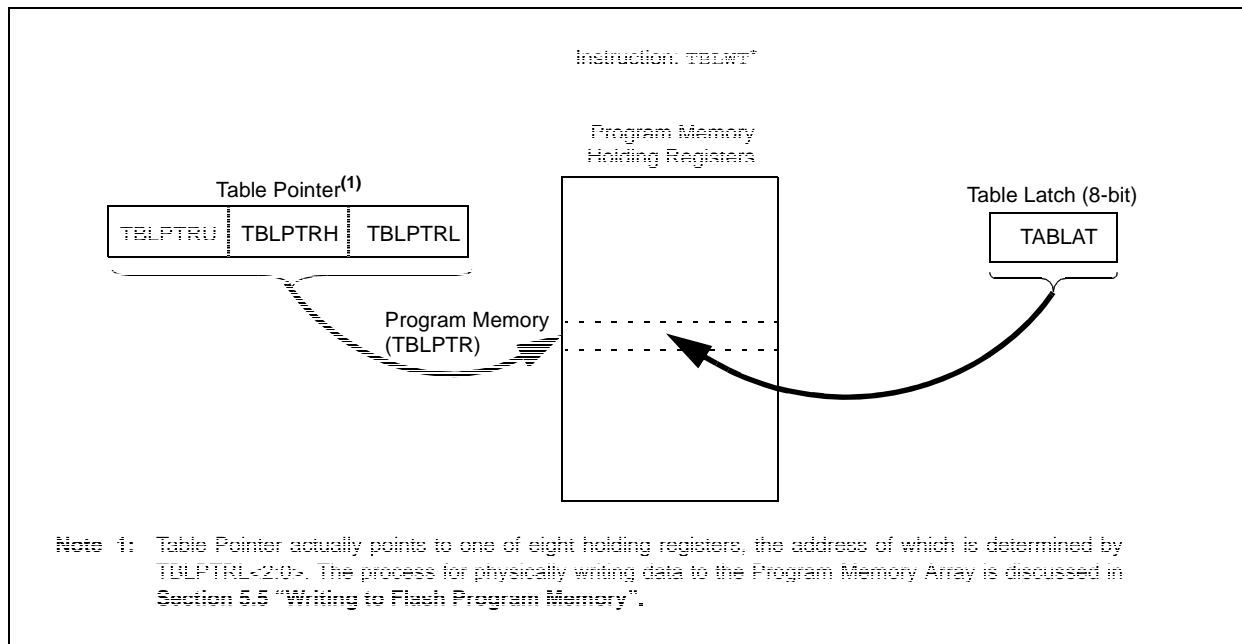 Instruction: TBLWT*
Program Memory
Holding Registers
Table Pointer(1)
Table Latch (8-bit)
TBLPTRU TBLPTRH TBLPTRL
TABLAT
Program Memory
(TBLPTR)
Note 1: Table Pointer actually points to one of eight holding registers, the address of which is determined by
TBLPTRL<2:0>. The process for physically writing data to the Program Memory Array is discussed in
Section 5.5 “Writing to Flash Program Memory”.